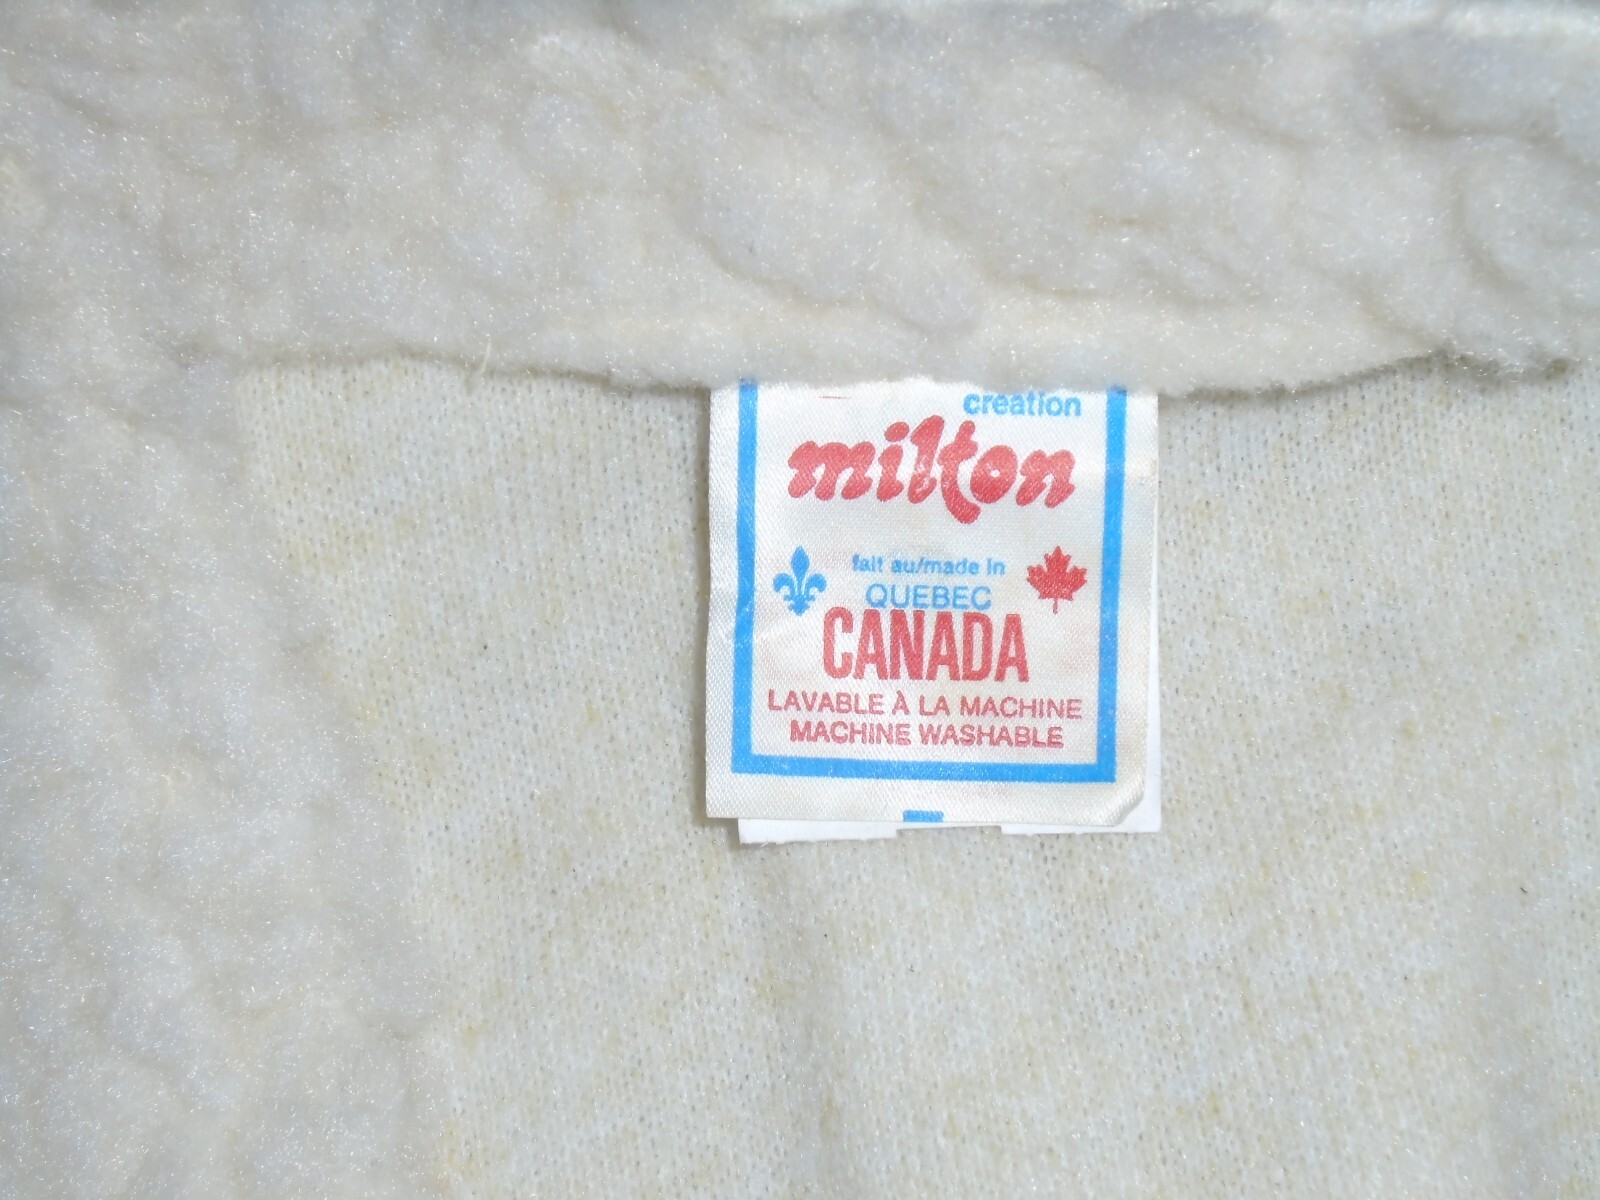 creation
milton
fait au/made in
QUEBEC
CANADA
LAVABLE À LA MACHINE
MACHINE WASHABLE